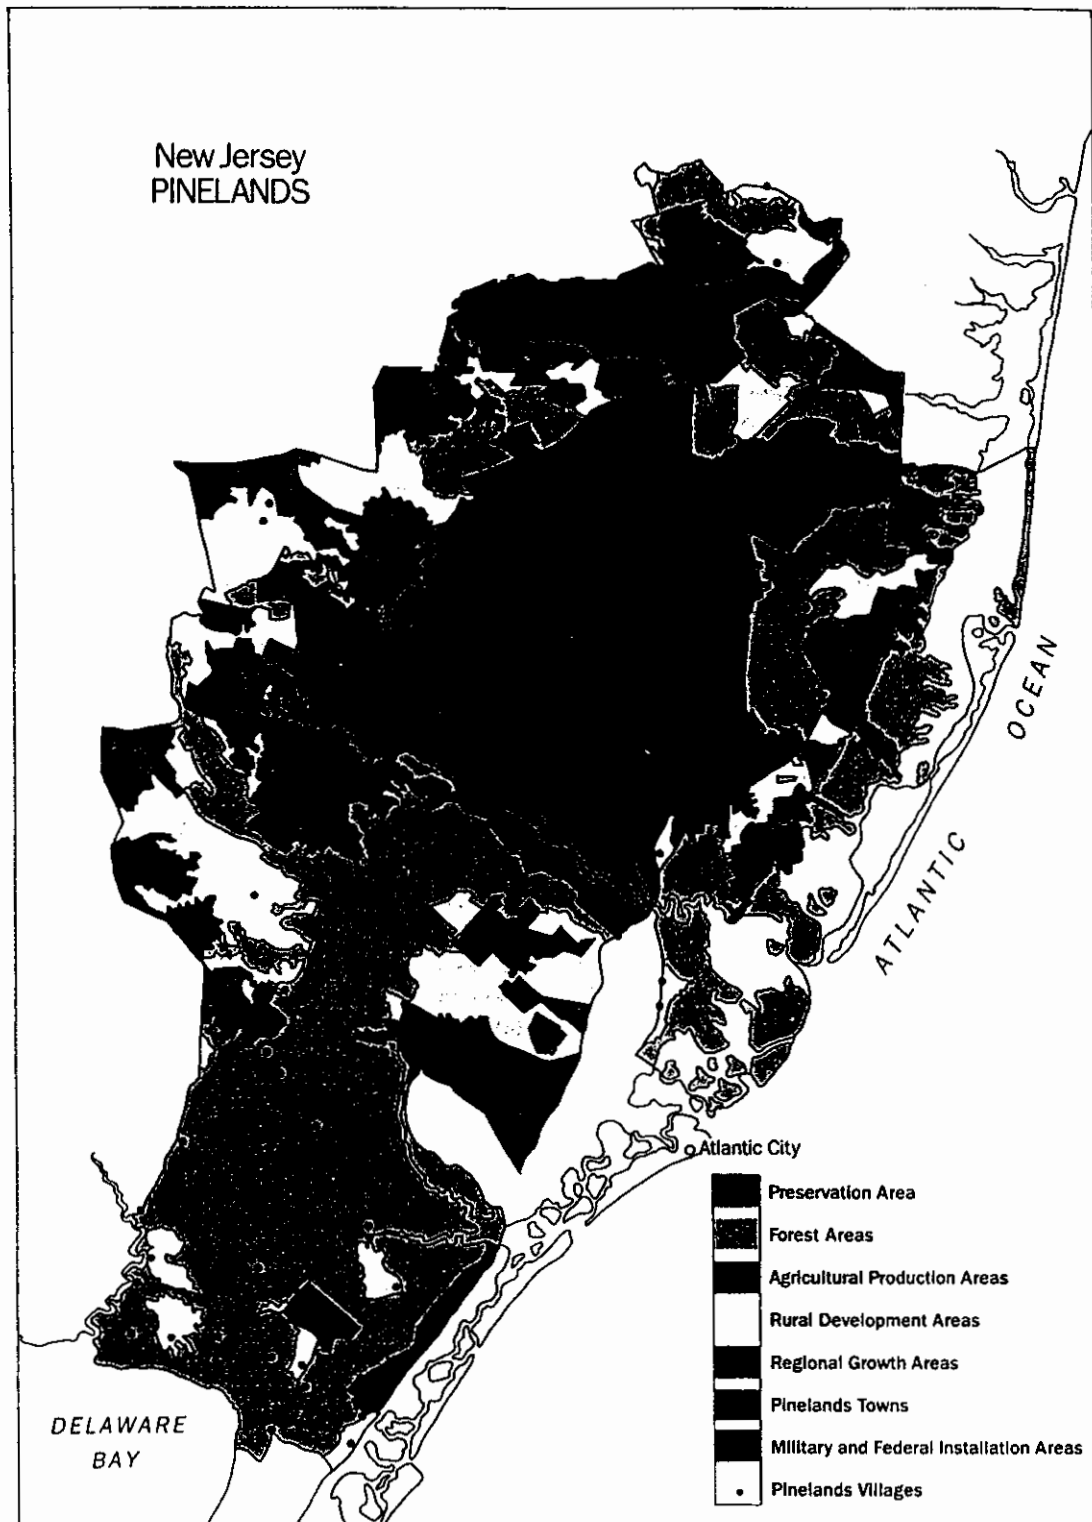 New Jersey
PINELANDS
OCEAN
ATLANTIC
Atlantic City
Preservation Area
Forest Areas
Agricultural Production Areas
Rural Development Areas
Regional Growth Areas
Pinelands Towns
Military and Federal Installation Areas
Pinelands Villages
DELAWARE
BAY